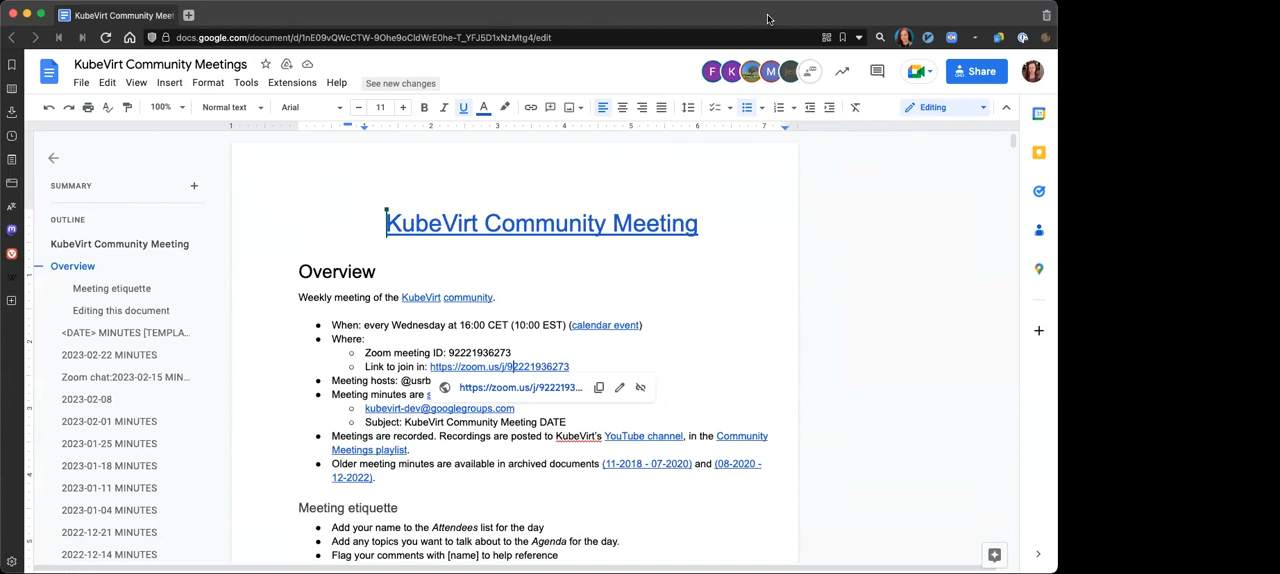 KubeVirt Community Meet
docs.google.com/document/d/1nE09vQWcCTW-9Ohe9oCldWrE0he-T_YFJ5D1xNzMtg4/edit
KubeVirt Community Meetings
File Edit View Insert Format Tools Extensions Help See new changes
F K M
Share
100% Normal text Arial 11 B I U A Editing
1 1 2 3 4 5 6 7
SUMMARY
OUTLINE
KubeVirt Community Meeting
Overview
Meeting etiquette
Editing this document
<DATE> MINUTES [TEMPLA...
2023-02-22 MINUTES
Zoom chat:2023-02-15 MIN...
2023-02-08
2023-02-01 MINUTES
2023-01-25 MINUTES
2023-01-18 MINUTES
2023-01-11 MINUTES
2023-01-04 MINUTES
2022-12-21 MINUTES
2022-12-14 MINUTES
KubeVirt Community Meeting
Overview
Weekly meeting of the KubeVirt community.
When: every Wednesday at 16:00 CET (10:00 EST) (calendar event)
Where:
Zoom meeting ID: 92221936273
Link to join in: https://zoom.us/j/92221936273
Meeting hosts: @usrb
https://zoom.us/j/9222193...
Meeting minutes are s
kubevirt-dev@googlegroups.com
Subject: KubeVirt Community Meeting DATE
Meetings are recorded. Recordings are posted to KubeVirt's YouTube channel, in the Community
Meetings playlist.
Older meeting minutes are available in archived documents (11-2018 - 07-2020) and (08-2020 -
12-2022).
Meeting etiquette
Add your name to the Attendees list for the day
Add any topics you want to talk about to the Agenda for the day.
Flag your comments with [name] to help reference